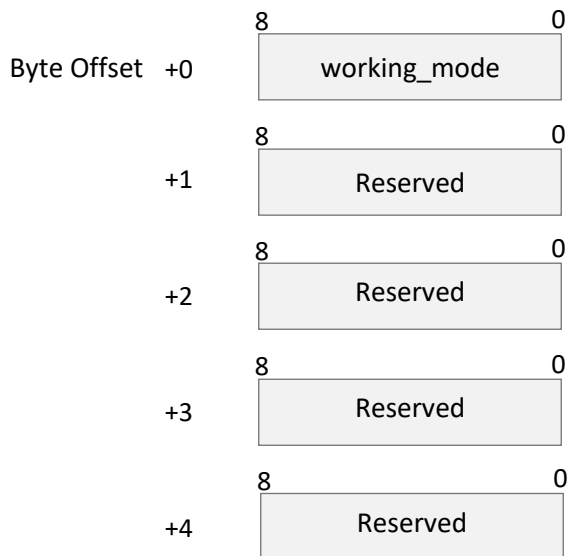 8 0
Byte Offset +0 working_mode
8 0
+1 Reserved
8 0
+2 Reserved
8 0
+3 Reserved
8 0
+4 Reserved